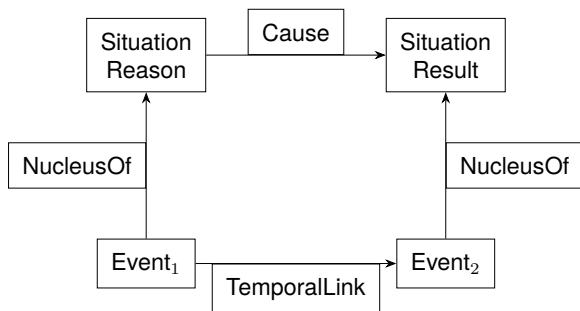 Cause
Situation
Reason
Situation
Result
NucleusOf
NucleusOf
Event₁
Event₂
TemporalLink